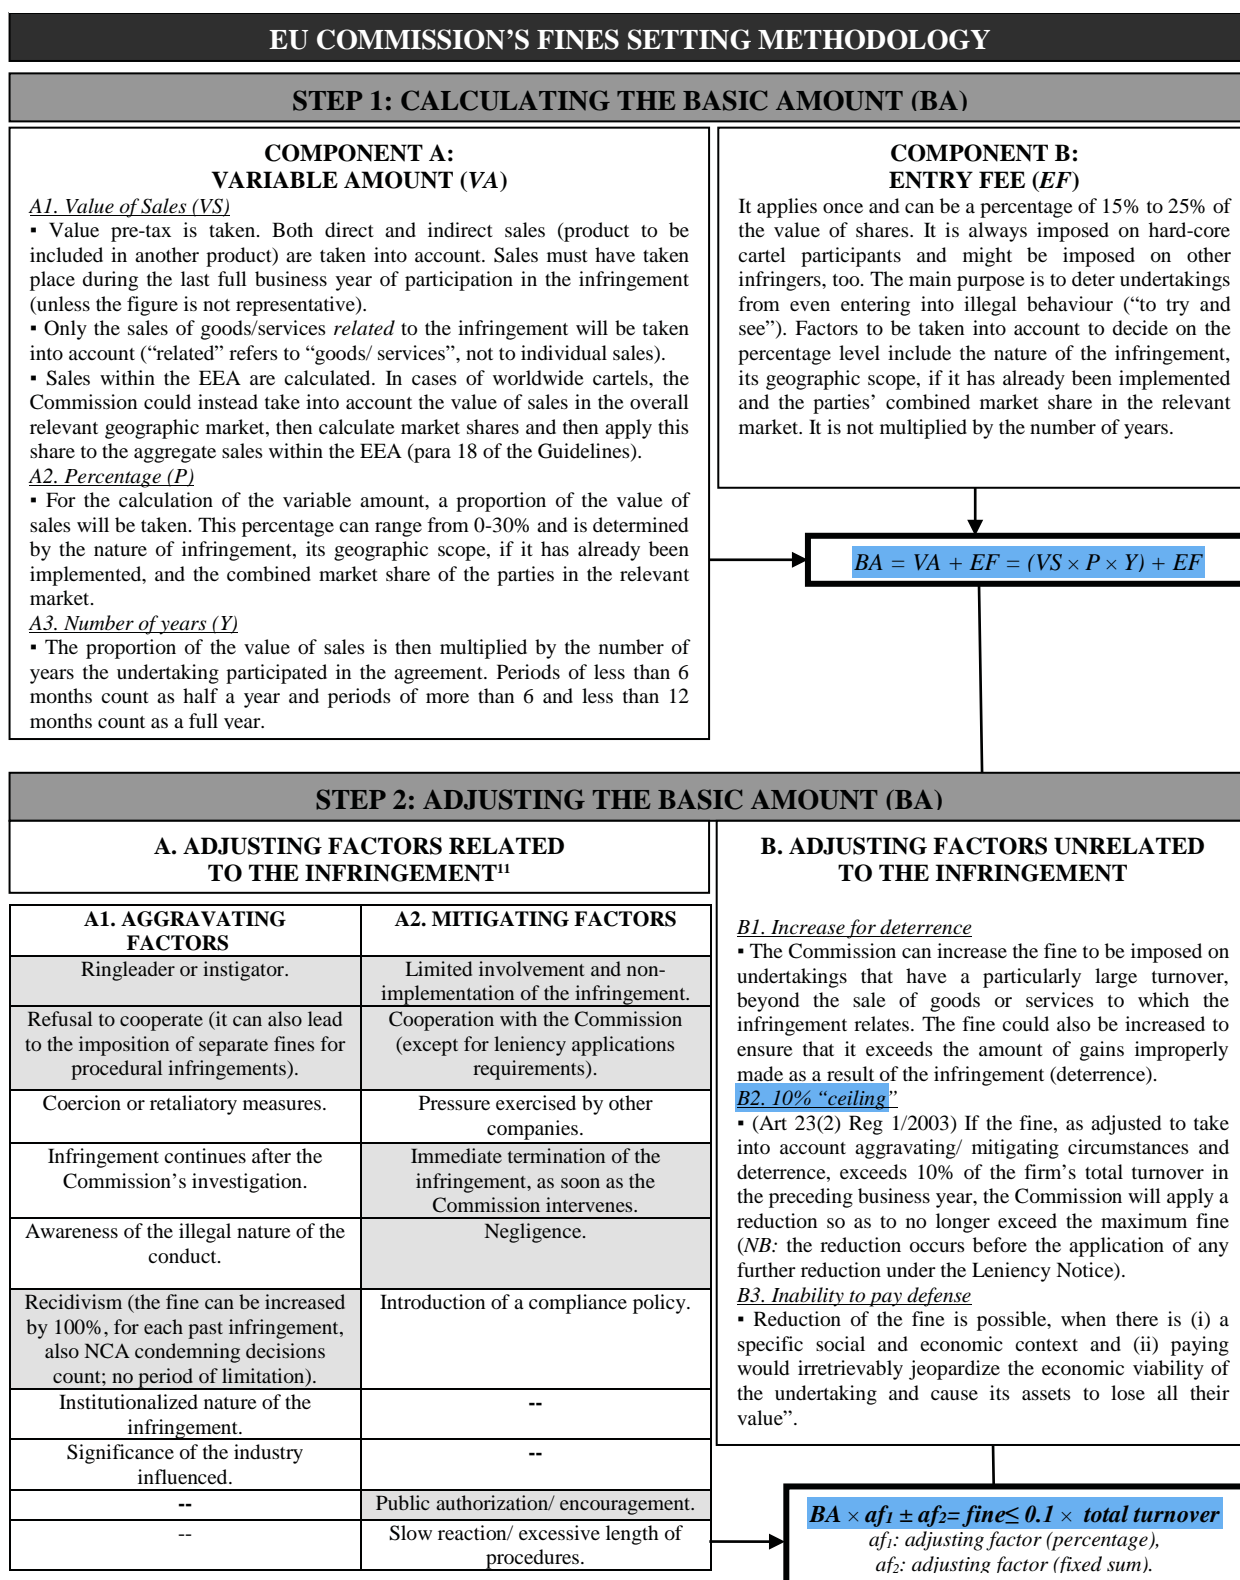 EU COMMISSION'S FINES SETTING METHODOLOGY
STEP 1: CALCULATING THE BASIC AMOUNT (BA)
COMPONENT A:
VARIABLE AMOUNT (VA)
A1. Value of Sales (VS)
▪ Value pre-tax is taken. Both direct and indirect sales (product to be
included in another product) are taken into account. Sales must have taken
place during the last full business year of participation in the infringement
(unless the figure is not representative).
▪ Only the sales of goods/services related to the infringement will be taken
into account ("related" refers to "goods/ services", not to individual sales).
▪ Sales within the EEA are calculated. In cases of worldwide cartels, the
Commission could instead take into account the value of sales in the overall
relevant geographic market, then calculate market shares and then apply this
share to the aggregate sales within the EEA (para 18 of the Guidelines).
A2. Percentage (P)
▪ For the calculation of the variable amount, a proportion of the value of
sales will be taken. This percentage can range from 0-30% and is determined
by the nature of infringement, its geographic scope, if it has already been
implemented, and the combined market share of the parties in the relevant
market.
A3. Number of years (Y)
▪ The proportion of the value of sales is then multiplied by the number of
years the undertaking participated in the agreement. Periods of less than 6
months count as half a year and periods of more than 6 and less than 12
months count as a full year.
COMPONENT B:
ENTRY FEE (EF)
It applies once and can be a percentage of 15% to 25% of
the value of shares. It is always imposed on hard-core
cartel participants and might be imposed on other
infringers, too. The main purpose is to deter undertakings
from even entering into illegal behaviour ("to try and
see"). Factors to be taken into account to decide on the
percentage level include the nature of the infringement,
its geographic scope, if it has already been implemented
and the parties' combined market share in the relevant
market. It is not multiplied by the number of years.
BA = VA + EF = (VS × P × Y) + EF
STEP 2: ADJUSTING THE BASIC AMOUNT (BA)
A. ADJUSTING FACTORS RELATED
TO THE INFRINGEMENT¹¹
A1. AGGRAVATING
FACTORS
A2. MITIGATING FACTORS
Ringleader or instigator.
Limited involvement and non-
implementation of the infringement.
Refusal to cooperate (it can also lead
to the imposition of separate fines for
procedural infringements).
Cooperation with the Commission
(except for leniency applications
requirements).
Coercion or retaliatory measures.
Pressure exercised by other
companies.
Infringement continues after the
Commission's investigation.
Immediate termination of the
infringement, as soon as the
Commission intervenes.
Awareness of the illegal nature of the
conduct.
Negligence.
Recidivism (the fine can be increased
by 100%, for each past infringement,
also NCA condemning decisions
count; no period of limitation).
Introduction of a compliance policy.
Institutionalized nature of the
infringement.
--
Significance of the industry
influenced.
--
--
Public authorization/ encouragement.
--
Slow reaction/ excessive length of
procedures.
B. ADJUSTING FACTORS UNRELATED
TO THE INFRINGEMENT
B1. Increase for deterrence
▪ The Commission can increase the fine to be imposed on
undertakings that have a particularly large turnover,
beyond the sale of goods or services to which the
infringement relates. The fine could also be increased to
ensure that it exceeds the amount of gains improperly
made as a result of the infringement (deterrence).
B2. 10% "ceiling"
▪ (Art 23(2) Reg 1/2003) If the fine, as adjusted to take
into account aggravating/ mitigating circumstances and
deterrence, exceeds 10% of the firm's total turnover in
the preceding business year, the Commission will apply a
reduction so as to no longer exceed the maximum fine
(NB: the reduction occurs before the application of any
further reduction under the Leniency Notice).
B3. Inability to pay defense
▪ Reduction of the fine is possible, when there is (i) a
specific social and economic context and (ii) paying
would irretrievably jeopardize the economic viability of
the undertaking and cause its assets to lose all their
value".
BA × af₁ ± af₂= fine≤ 0.1 × total turnover
af₁: adjusting factor (percentage),
af₂: adjusting factor (fixed sum).